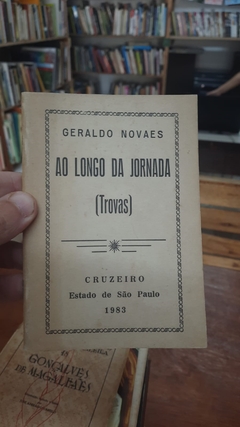 GERALDO NOVAES
AO LONGO DA JORNADA
(Trovas)
CRUZEIRO
Estado de São Paulo
1983
GONÇALVES
DE MAGALHÃES